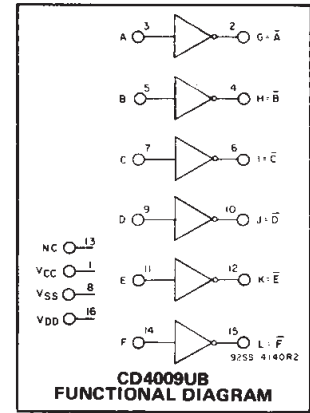 A 3 2 G=A̅
B 5 4 H=B̅
C 7 6 I=C̅
D 9 10 J=D̅
NC 13
VCC 1
E 11 12 K=E̅
VSS 8
VDD 16
F 14 15 L=F̅
92SS 4140R2
CD4009UB
FUNCTIONAL DIAGRAM